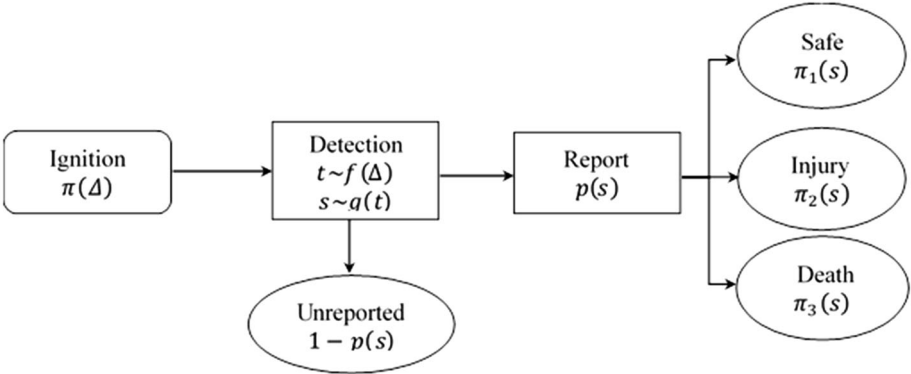 Ignition
π(Δ)
Detection
t~f(Δ)
s~g(t)
Report
p(s)
Safe
π₁(s)
Injury
π₂(s)
Death
π₃(s)
Unreported
1 − p(s)